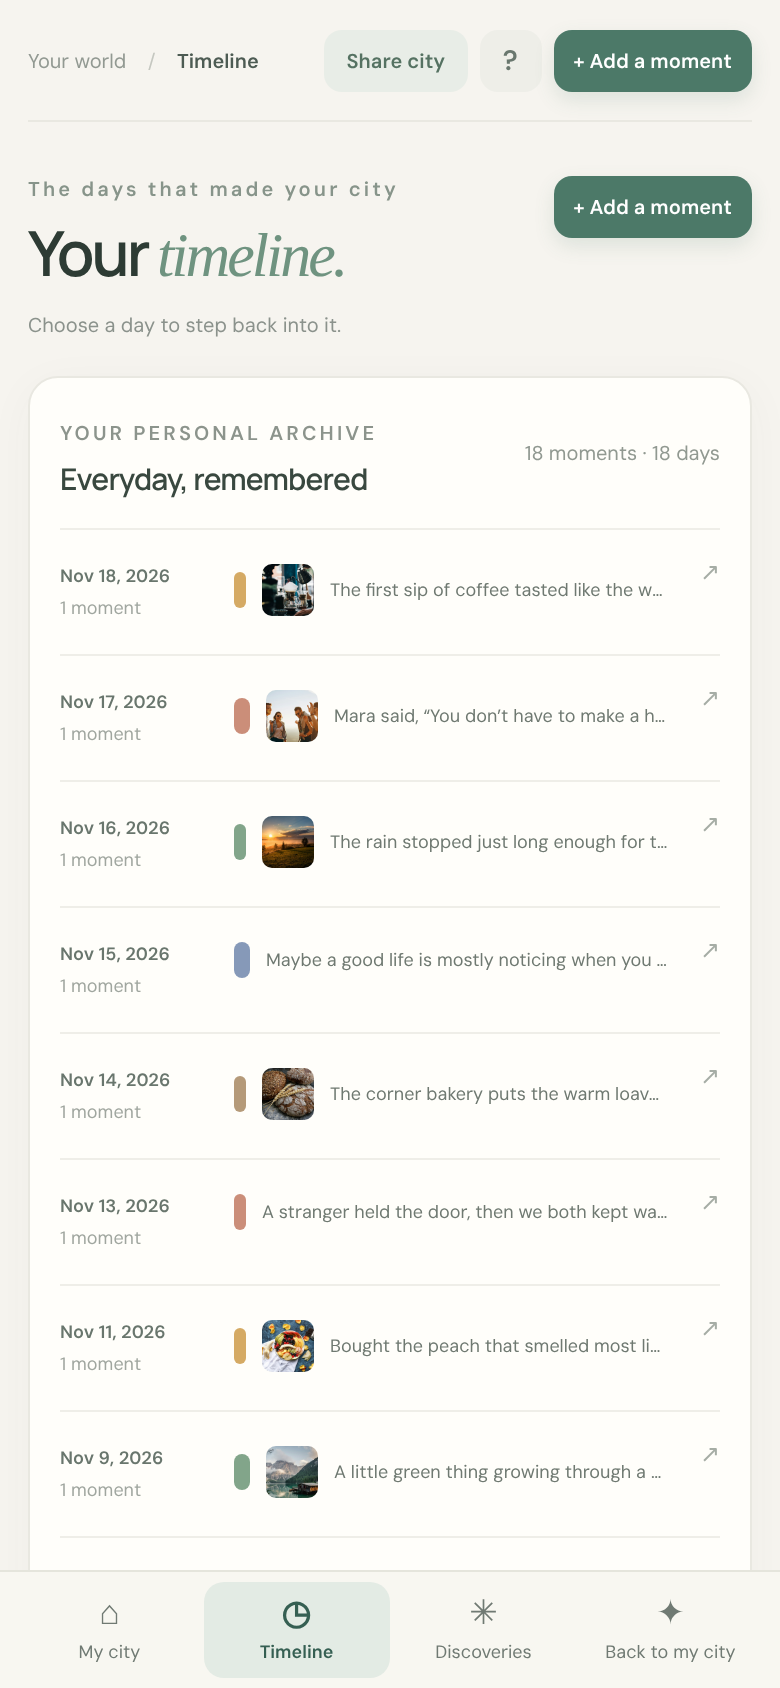 Your world / Timeline
Share city
?
+ Add a moment
The days that made your city
+ Add a moment
Your timeline.
Choose a day to step back into it.
YOUR PERSONAL ARCHIVE
18 moments · 18 days
Everyday, remembered
Nov 18, 2026
1 moment
The first sip of coffee tasted like the w...
↗
Nov 17, 2026
1 moment
Mara said, “You don’t have to make a h...
↗
Nov 16, 2026
1 moment
The rain stopped just long enough for t...
↗
Nov 15, 2026
1 moment
Maybe a good life is mostly noticing when you ...
↗
Nov 14, 2026
1 moment
The corner bakery puts the warm loav...
↗
Nov 13, 2026
1 moment
A stranger held the door, then we both kept wa...
↗
Nov 11, 2026
1 moment
Bought the peach that smelled most li...
↗
Nov 9, 2026
1 moment
A little green thing growing through a ...
↗
My city
Timeline
Discoveries
Back to my city